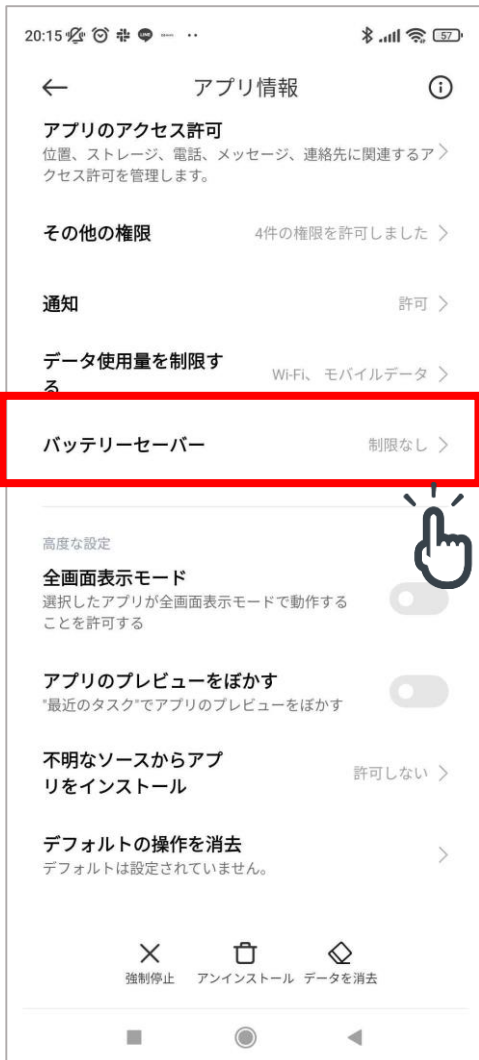 20:15
57
アプリ情報
アプリのアクセス許可
位置、ストレージ、電話、メッセージ、連絡先に関連するア
クセス許可を管理します。
その他の権限 4件の権限を許可しました
通知 許可
データ使用量を制限す
る Wi-Fi、モバイルデータ
バッテリーセーバー 制限なし
高度な設定
全画面表示モード
選択したアプリが全画面表示モードで動作する
ことを許可する
アプリのプレビューをぼかす
"最近のタスク"でアプリのプレビューをぼかす
不明なソースからアプ
リをインストール 許可しない
デフォルトの操作を消去
デフォルトは設定されていません。
強制停止 アンインストール データを消去